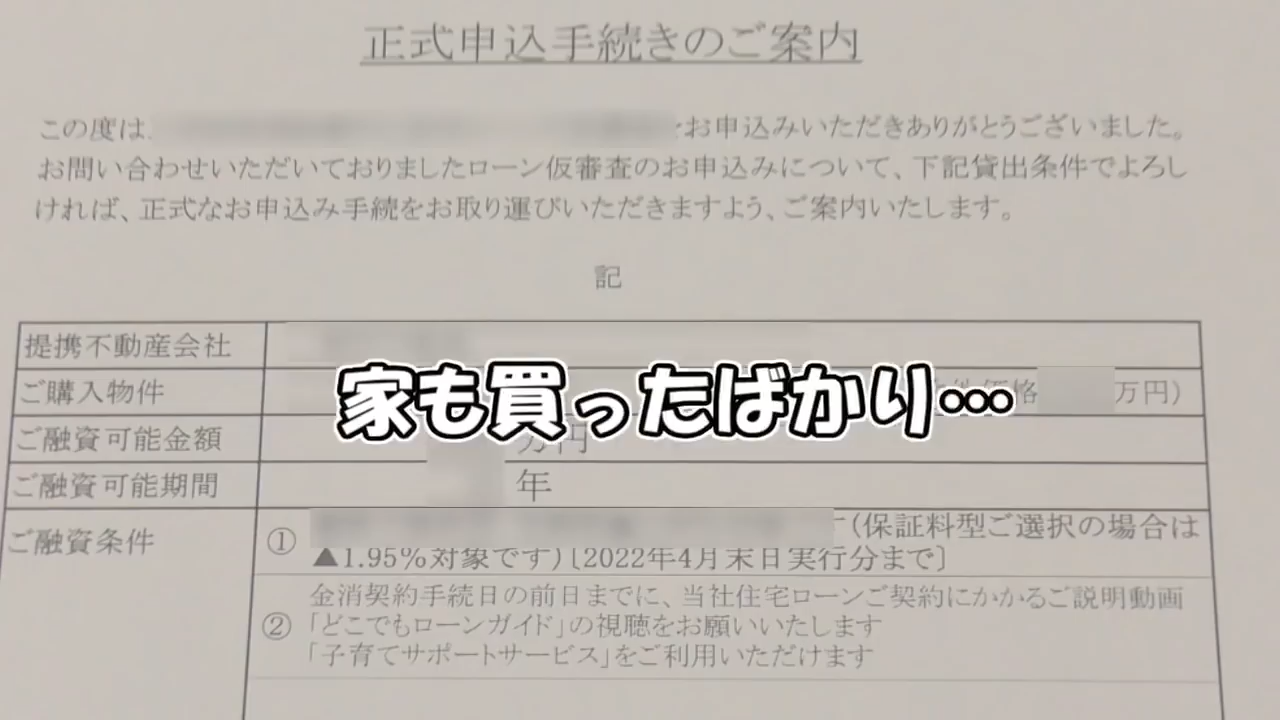 正式申込手続きのご案内
この度は
をお申込みいただきありがとうございました。
お問い合わせいただいておりましたローン仮審査のお申込みについて、下記貸出条件でよろし
ければ、正式なお申込み手続をお取り運びいただきますよう、ご案内いたします。
記
提携不動産会社
ご購入物件
価格 万円)
家も買ったばかり…
ご融資可能金額
万円
ご融資可能期間
年
ご融資条件
①
(保証料型ご選択の場合は
▲1.95%対象です)〔2022年4月末日実行分まで〕
②
金消契約手続日の前日までに、当社住宅ローンご契約にかかるご説明動画
「どこでもローンガイド」の視聴をお願いいたします
「子育てサポートサービス」をご利用いただけます